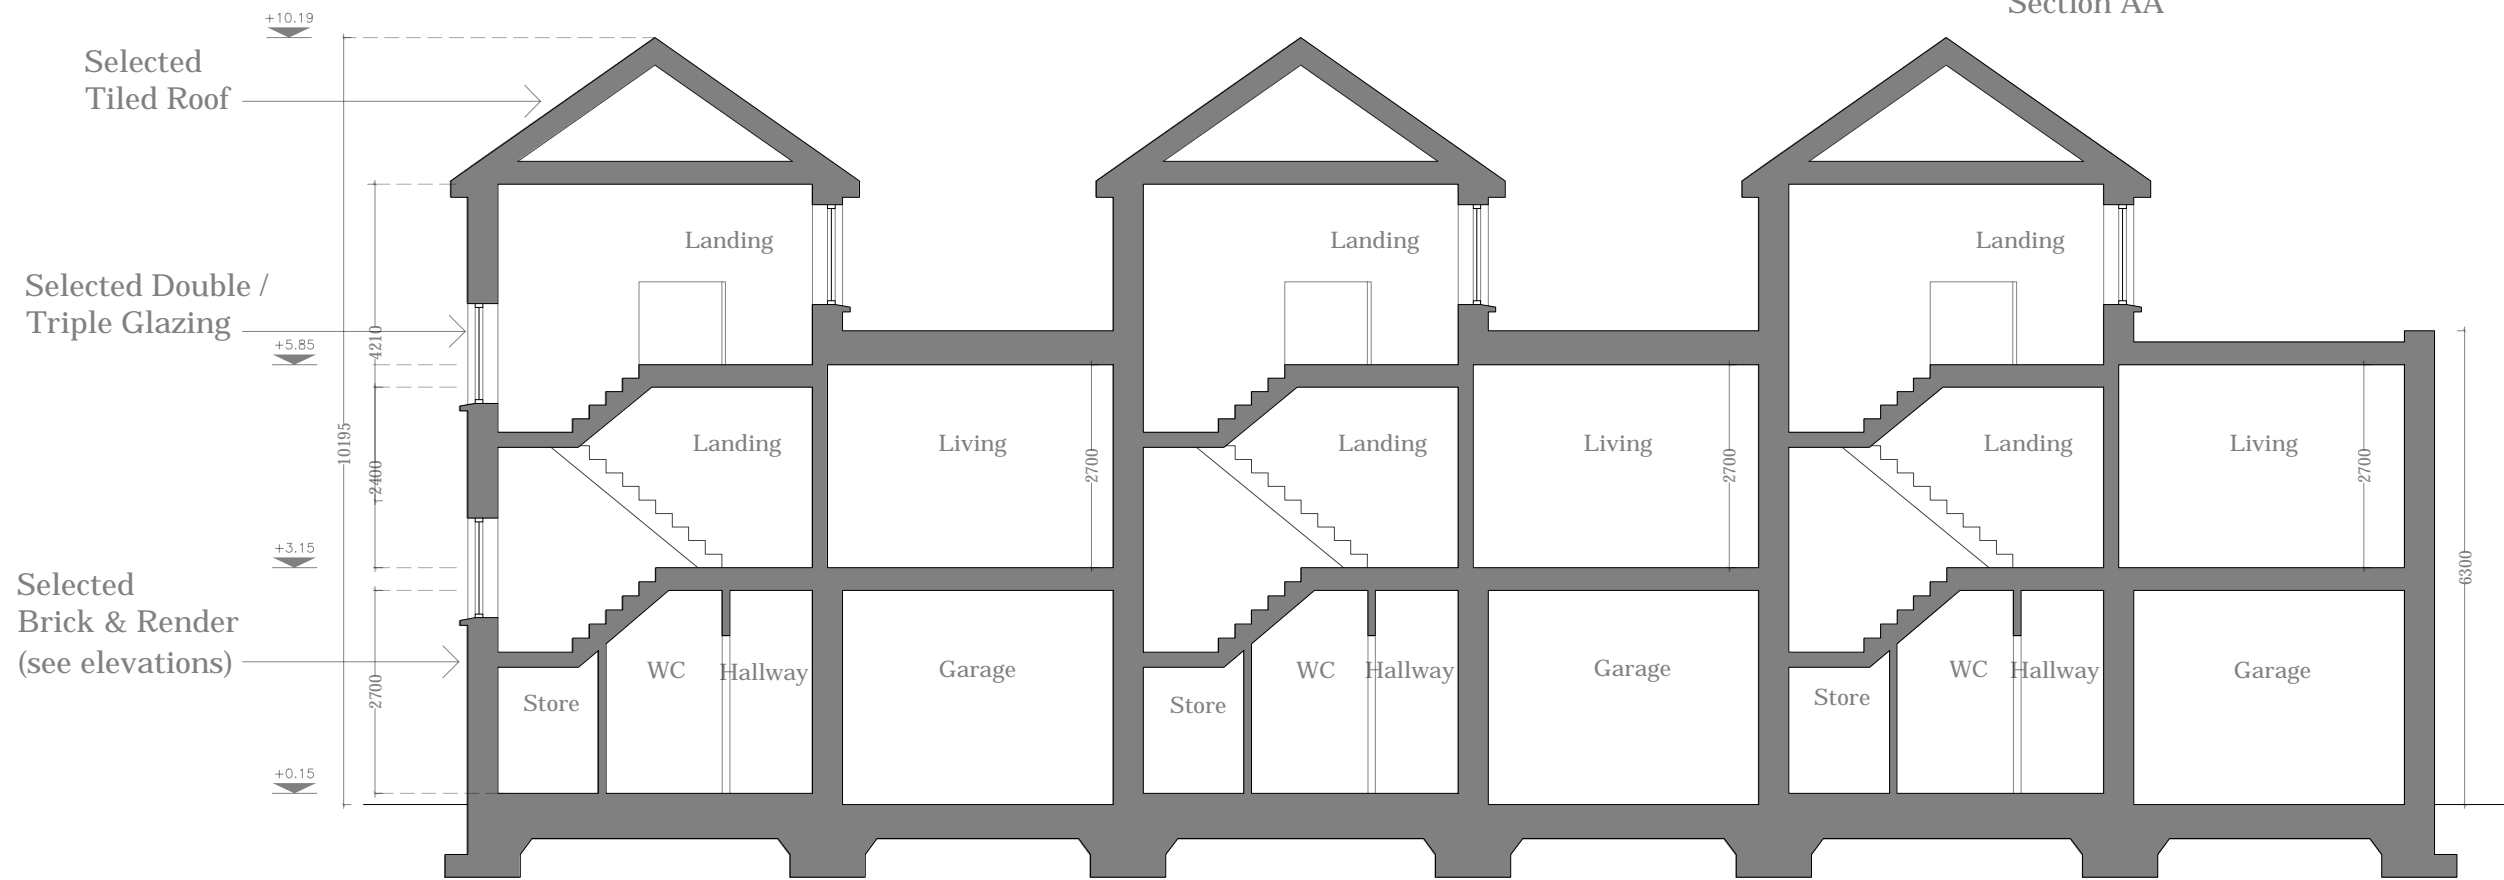 Section AA
+10.19
Selected
Tiled Roof
Landing
Landing
Landing
Selected Double /
Triple Glazing
4210
+5.85
10195
2400
Landing
Living
2700
Landing
Living
2700
Landing
Living
2700
+3.15
6300
Selected
Brick & Render
(see elevations)
2700
Store
WC
Hallway
Garage
Store
WC
Hallway
Garage
Store
WC
Hallway
Garage
+0.15